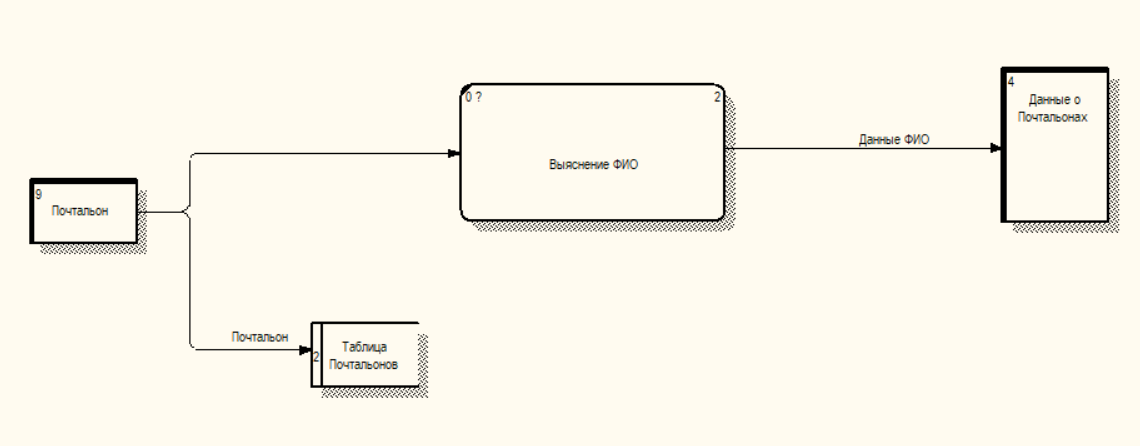 9
Почтальон
0 ?
2
Выяснение ФИО
Данные ФИО
4
Данные о
Почтальонах
Почтальон
2
Таблица
Почтальонов